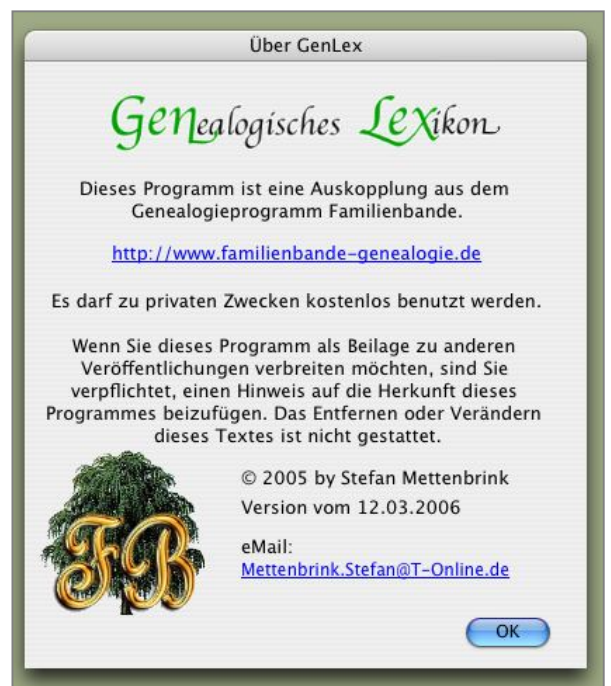 Über GenLex
GENealogisches LEXikon
Dieses Programm ist eine Auskopplung aus dem
Genealogieprogramm Familienbande.
http://www.familienbande-genealogie.de
Es darf zu privaten Zwecken kostenlos benutzt werden.
Wenn Sie dieses Programm als Beilage zu anderen
Veröffentlichungen verbreiten möchten, sind Sie
verpflichtet, einen Hinweis auf die Herkunft dieses
Programmes beizufügen. Das Entfernen oder Verändern
dieses Textes ist nicht gestattet.
FB
© 2005 by Stefan Mettenbrink
Version vom 12.03.2006
eMail:
Mettenbrink.Stefan@T-Online.de
OK